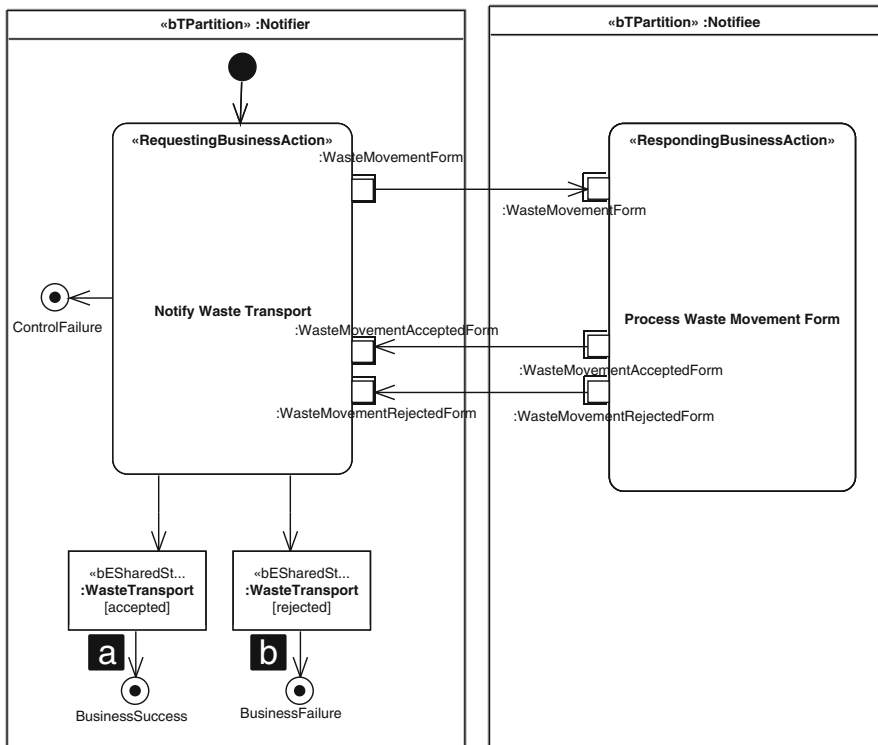 «bTPartition» :Notifier
«bTPartition» :Notifiee
«RequestingBusinessAction»
«RespondingBusinessAction»
:WasteMovementForm
:WasteMovementForm
Notify Waste Transport
Process Waste Movement Form
ControlFailure
:WasteMovementAcceptedForm
:WasteMovementAcceptedForm
:WasteMovementRejectedForm
:WasteMovementRejectedForm
«bESharedSt...
:WasteTransport
[accepted]
«bESharedSt...
:WasteTransport
[rejected]
a
b
BusinessSuccess
BusinessFailure